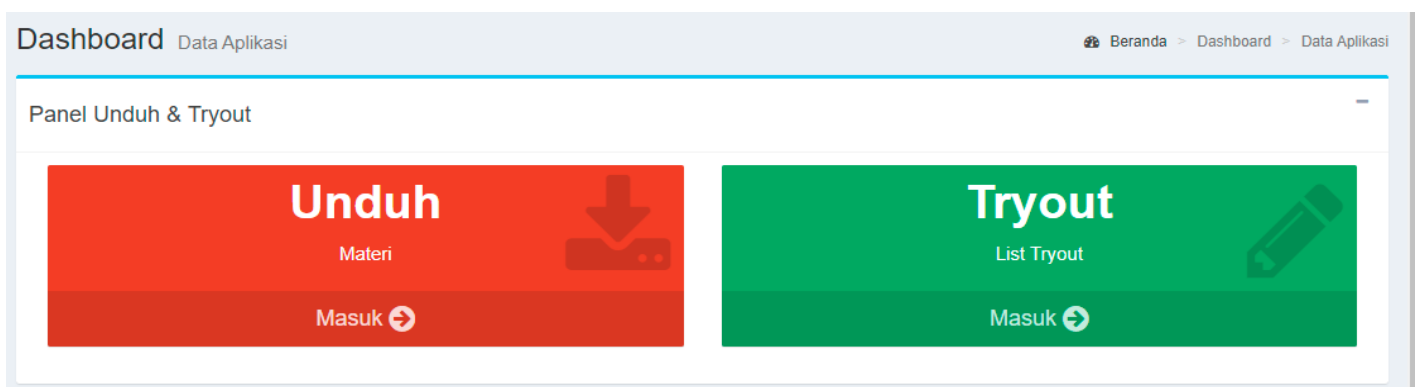 Dashboard Data Aplikasi
Beranda > Dashboard > Data Aplikasi
Panel Unduh & Tryout
Unduh
Materi
Masuk
Tryout
List Tryout
Masuk